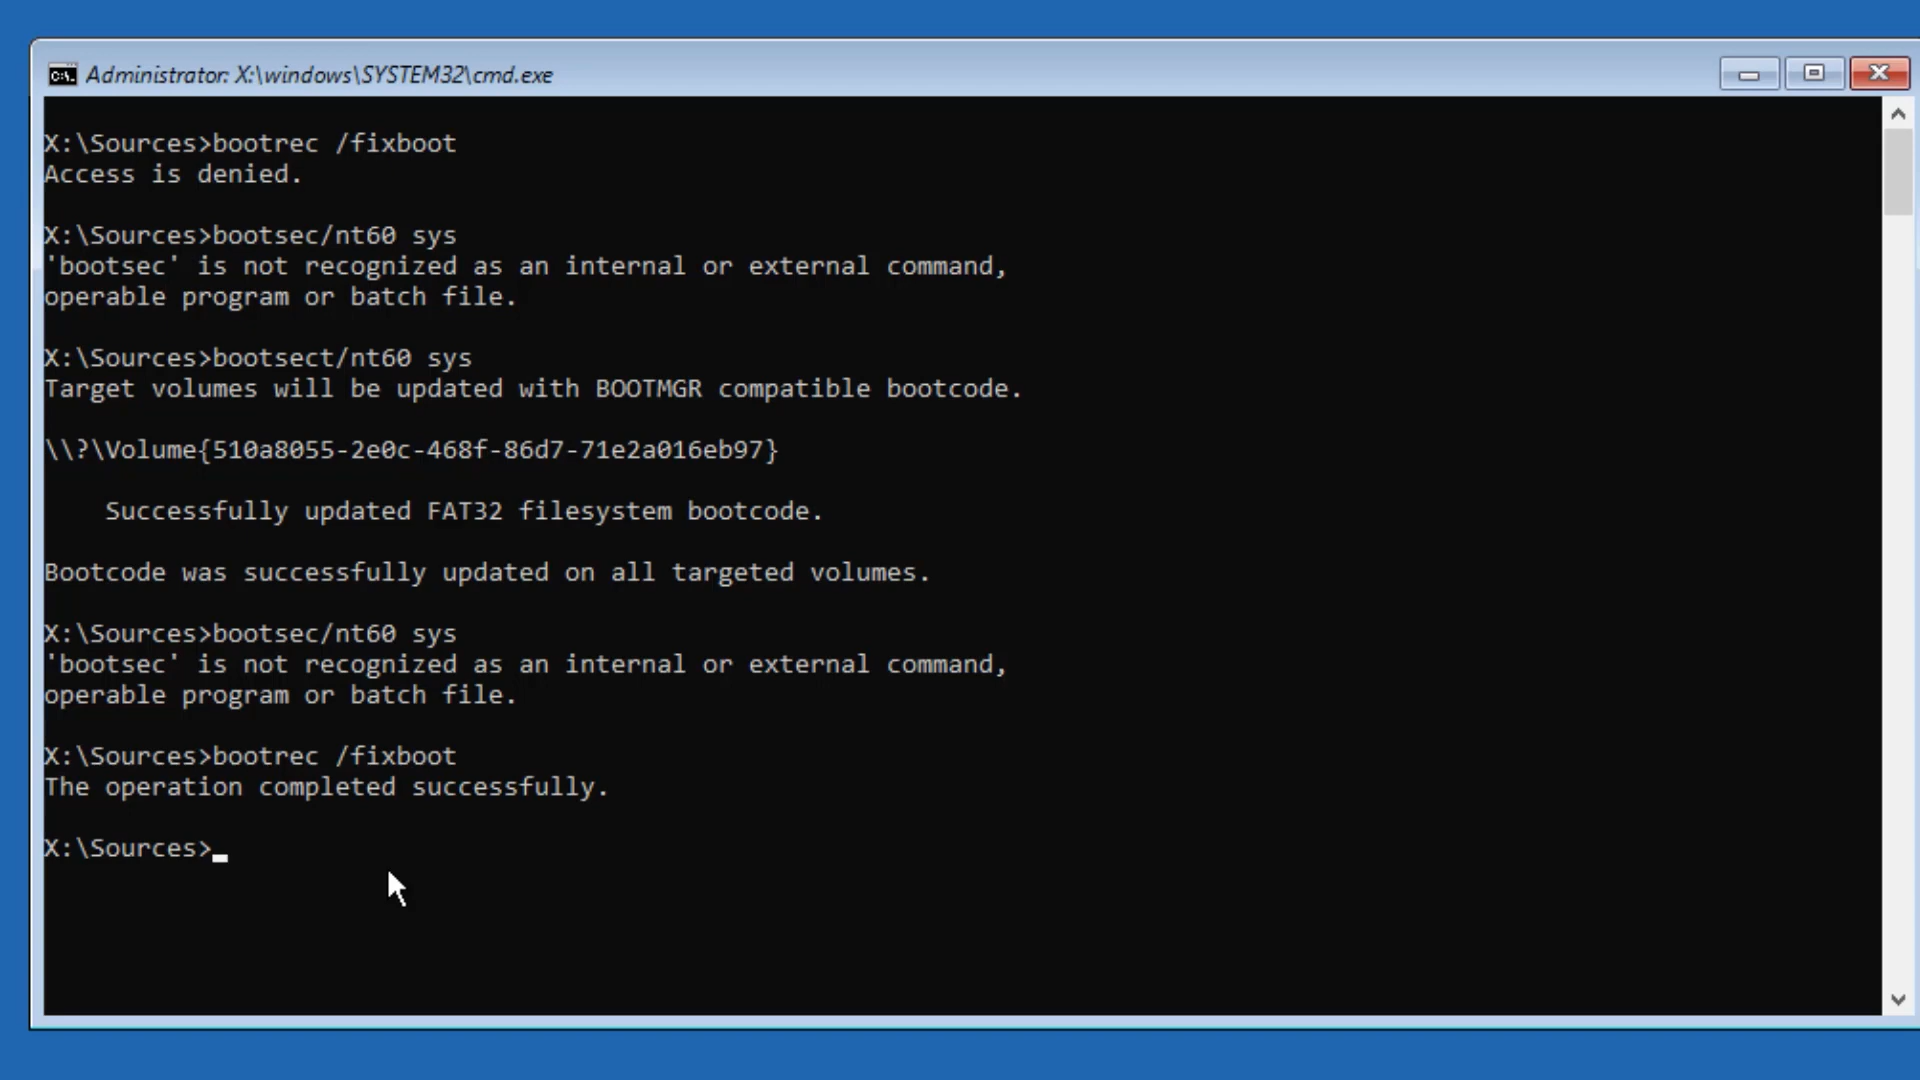 Administrator: X:\windows\SYSTEM32\cmd.exe
X:\Sources>bootrec /fixboot
Access is denied.
X:\Sources>bootsec/nt60 sys
'bootsec' is not recognized as an internal or external command,
operable program or batch file.
X:\Sources>bootsect/nt60 sys
Target volumes will be updated with BOOTMGR compatible bootcode.
\\?\Volume{510a8055-2e0c-468f-86d7-71e2a016eb97}
Successfully updated FAT32 filesystem bootcode.
Bootcode was successfully updated on all targeted volumes.
X:\Sources>bootsec/nt60 sys
'bootsec' is not recognized as an internal or external command,
operable program or batch file.
X:\Sources>bootrec /fixboot
The operation completed successfully.
X:\Sources>